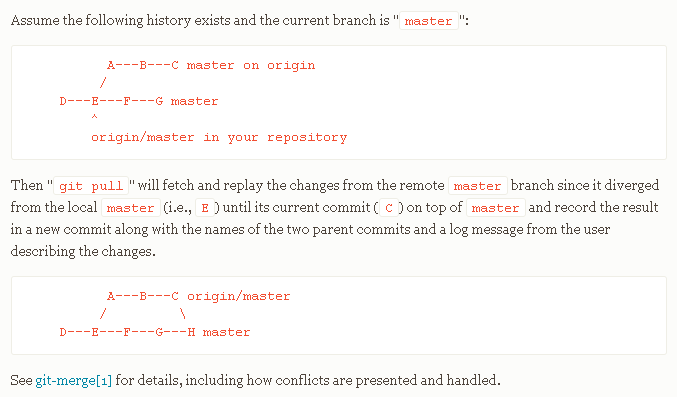 Assume the following history exists and the current branch is "master":
          A---B---C master on origin
         /
    D---E---F---G master
        ^
        origin/master in your repository
Then "git pull" will fetch and replay the changes from the remote master branch since it diverged
from the local master (i.e., E) until its current commit (C) on top of master and record the result
in a new commit along with the names of the two parent commits and a log message from the user
describing the changes.
          A---B---C origin/master
         /         \
    D---E---F---G---H master
See git-merge[1] for details, including how conflicts are presented and handled.